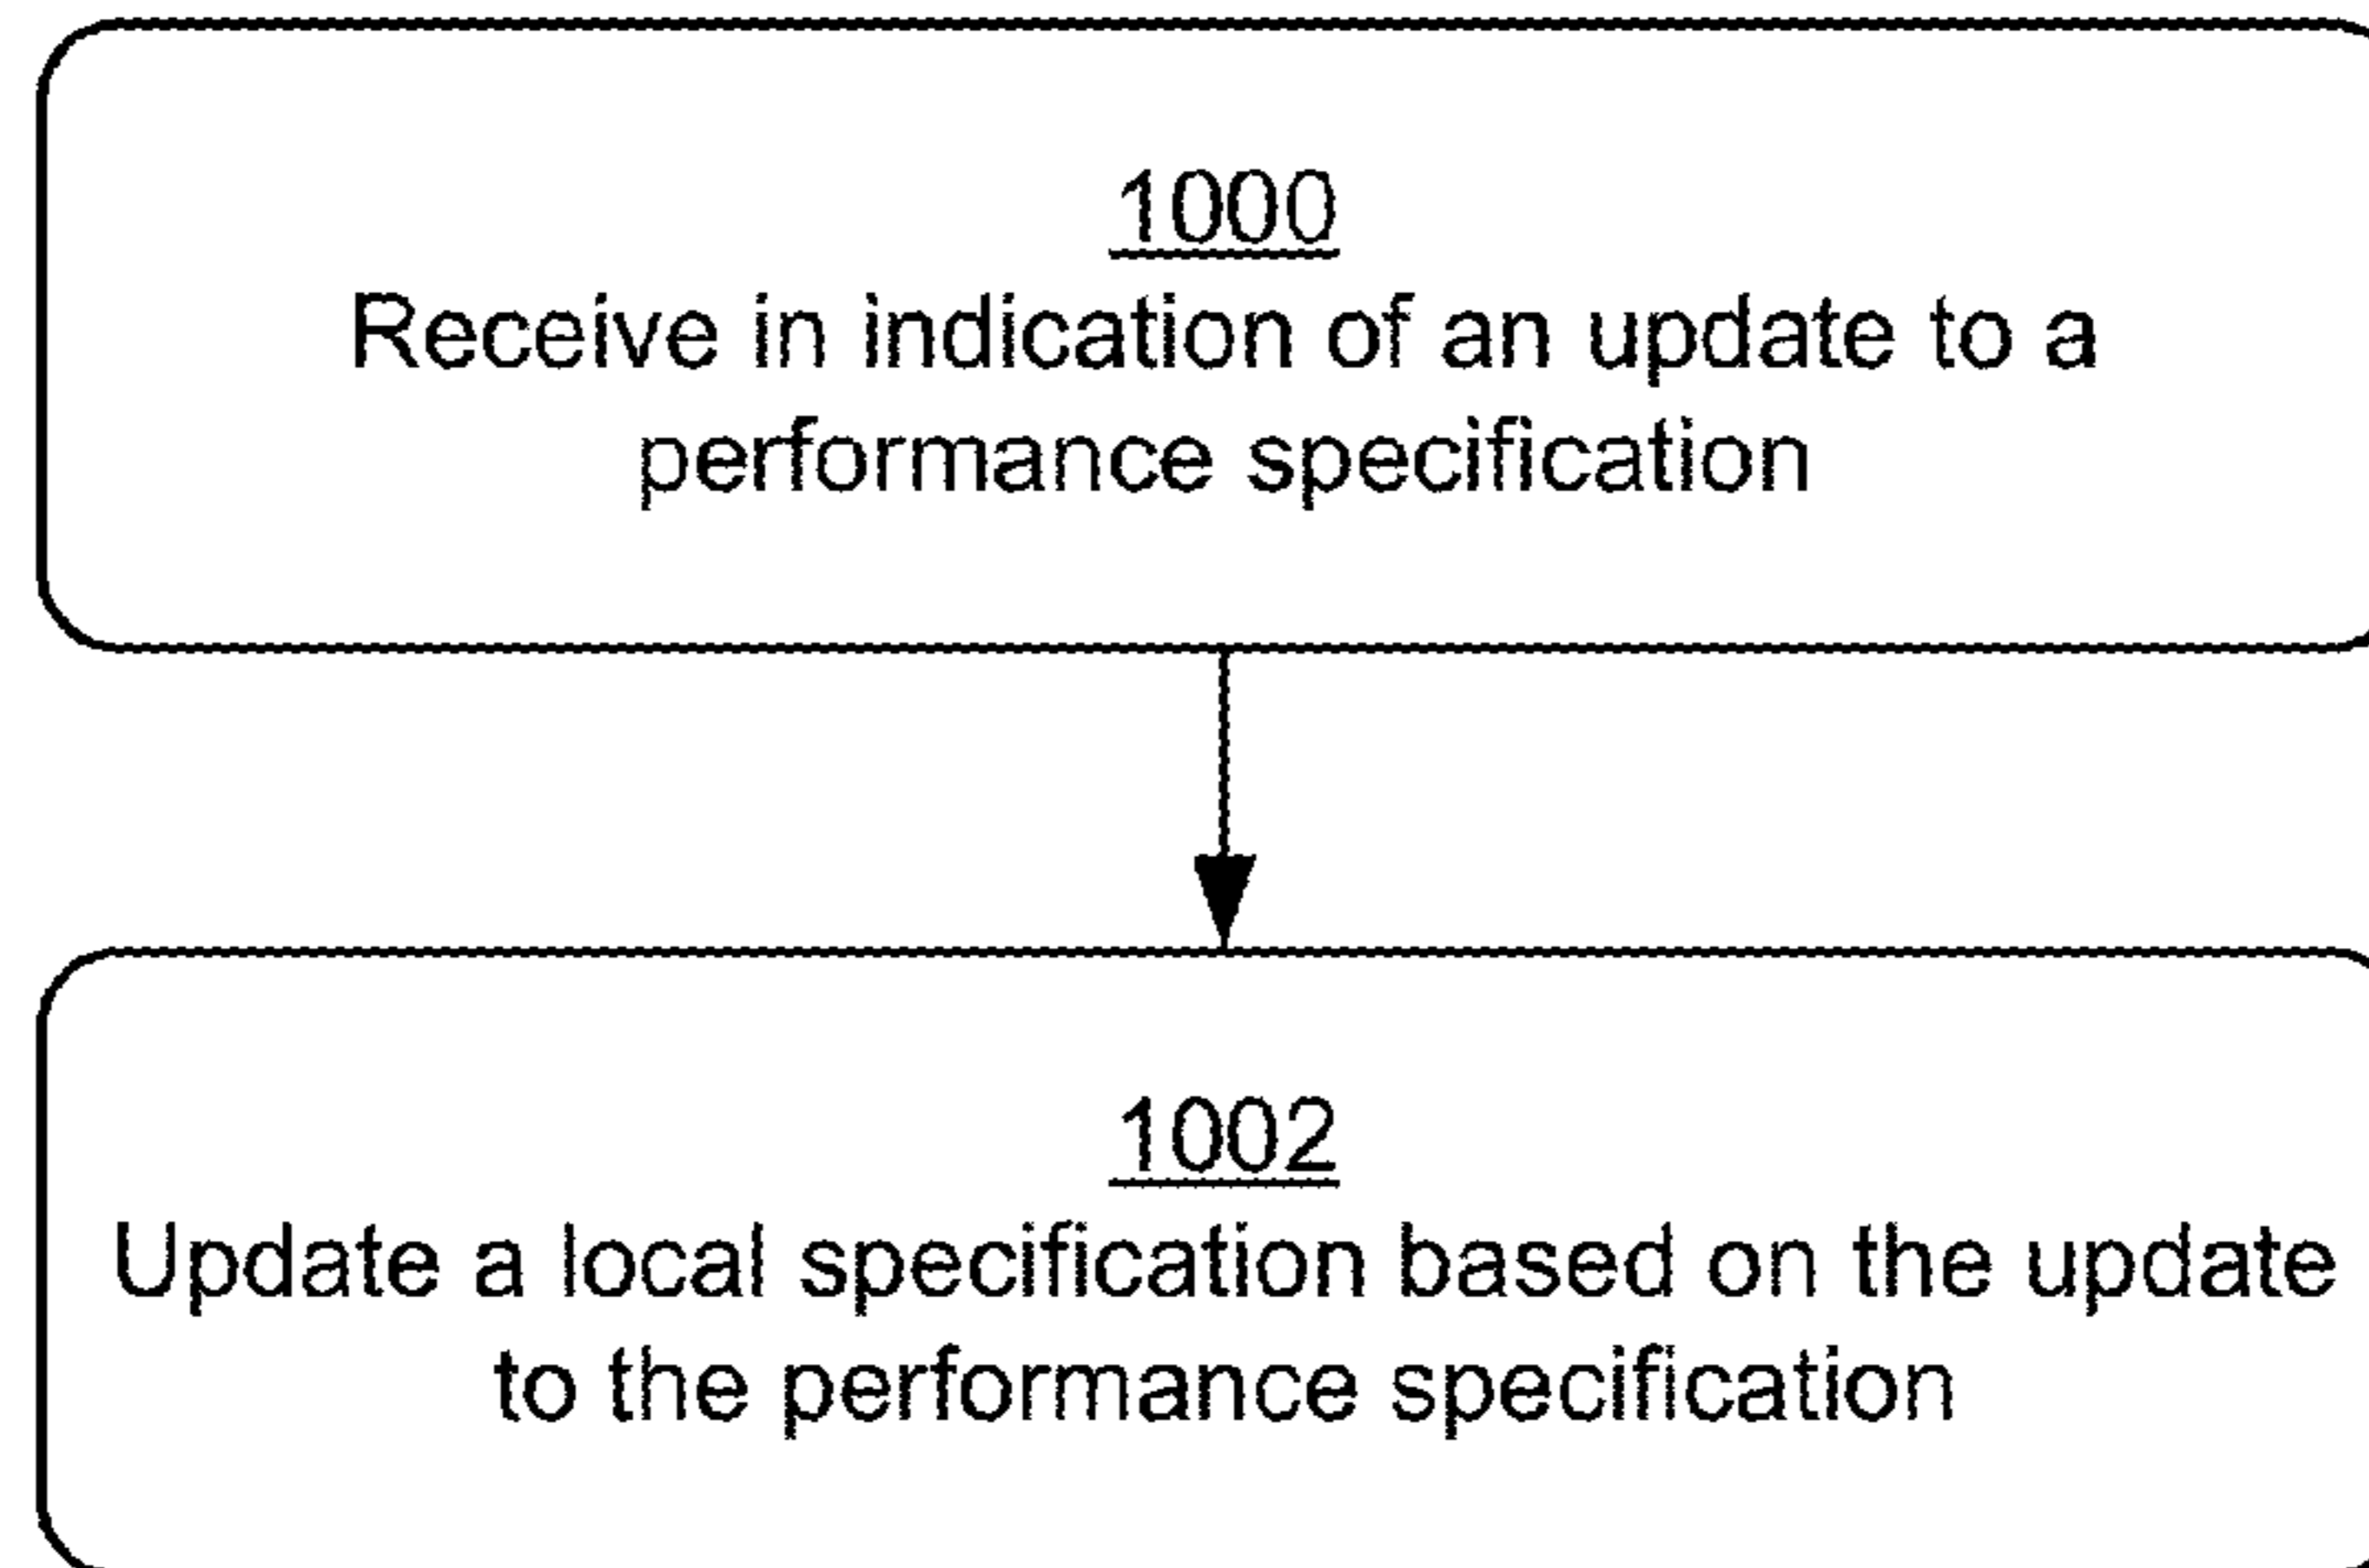 1000
Receive in indication of an update to a
performance specification
1002
Update a local specification based on the update
to the performance specification